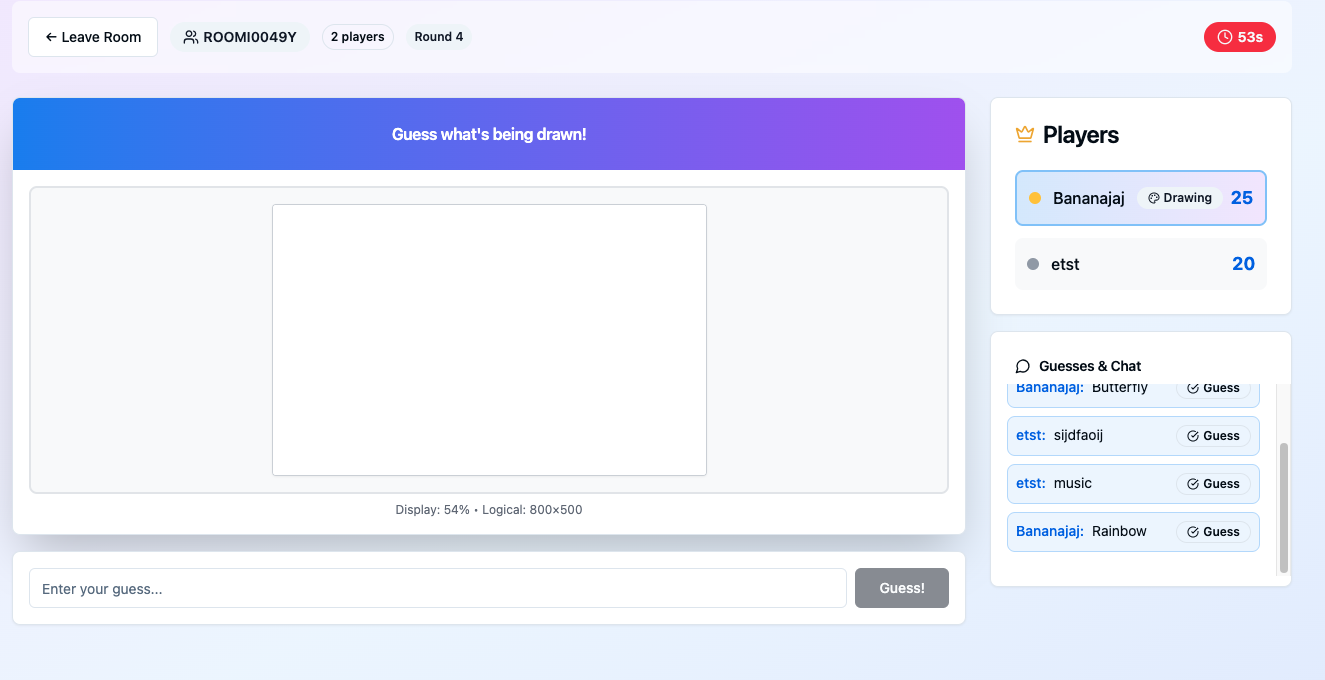 ← Leave Room
ROOMI0049Y
2 players
Round 4
53s
Guess what's being drawn!
Display: 54% • Logical: 800×500
Enter your guess...
Guess!
Players
Bananajaj Drawing 25
etst 20
Guesses & Chat
Bananajaj: Butterfly Guess
etst: sijdfaoij Guess
etst: music Guess
Bananajaj: Rainbow Guess